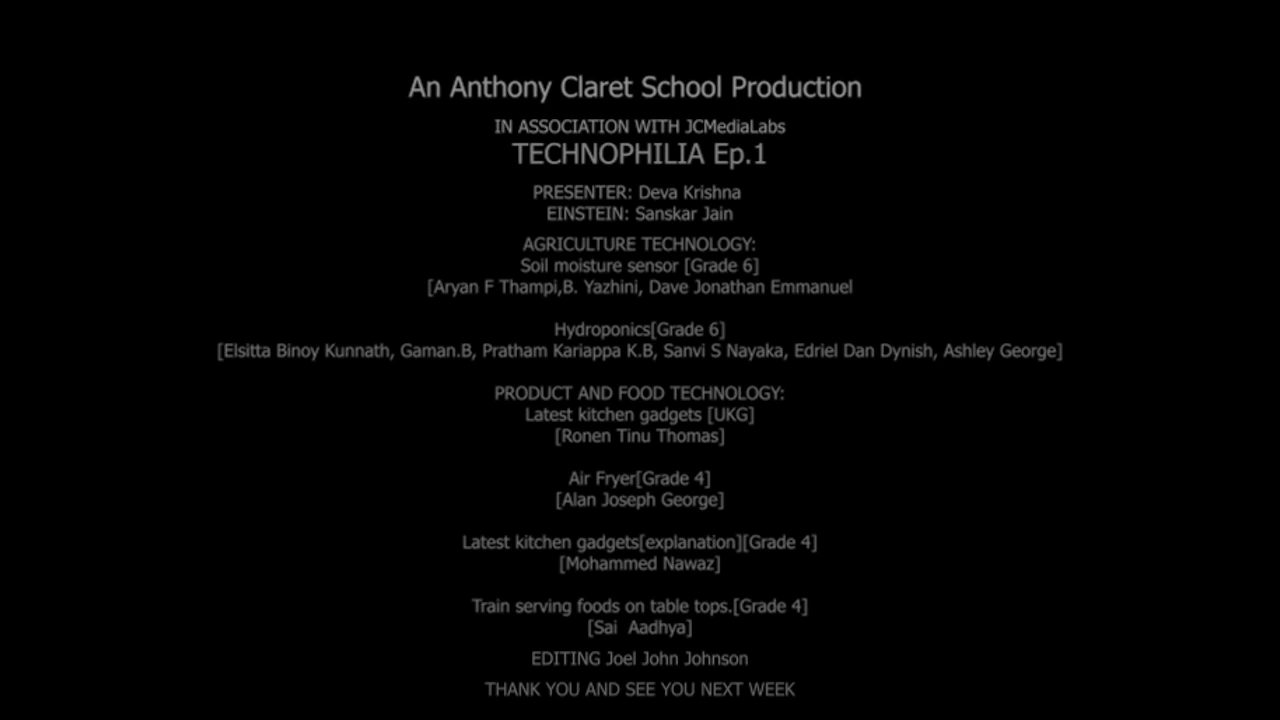 An Anthony Claret School Production
IN ASSOCIATION WITH JCMediaLabs
TECHNOPHILIA Ep.1
PRESENTER: Deva Krishna
EINSTEIN: Sanskar Jain
AGRICULTURE TECHNOLOGY:
Soil moisture sensor [Grade 6]
[Aryan F Thampi,B. Yazhini, Dave Jonathan Emmanuel
Hydroponics[Grade 6]
[Elsitta Binoy Kunnath, Gaman.B, Pratham Kariappa K.B, Sanvi S Nayaka, Edriel Dan Dynish, Ashley George]
PRODUCT AND FOOD TECHNOLOGY:
Latest kitchen gadgets [UKG]
[Ronen Tinu Thomas]
Air Fryer[Grade 4]
[Alan Joseph George]
Latest kitchen gadgets[explanation][Grade 4]
[Mohammed Nawaz]
Train serving foods on table tops.[Grade 4]
[Sai  Aadhya]
EDITING Joel John Johnson
THANK YOU AND SEE YOU NEXT WEEK